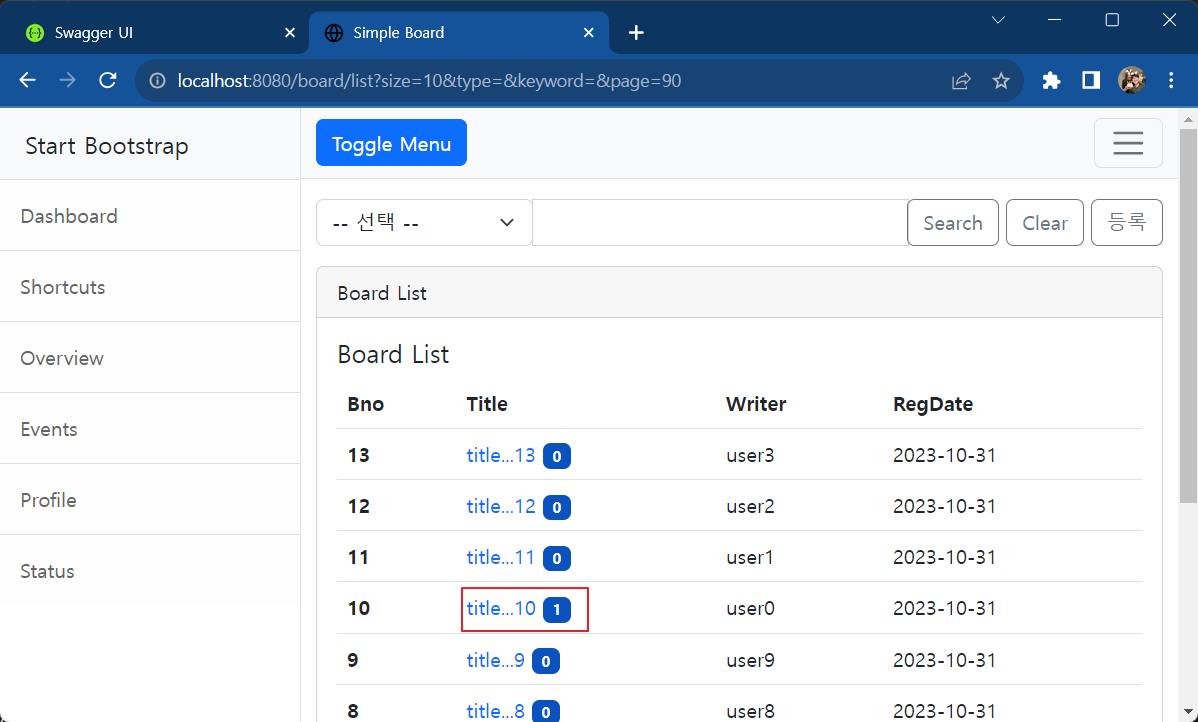 Swagger UI
Simple Board
localhost:8080/board/list?size=10&type=&keyword=&page=90
Start Bootstrap
Toggle Menu
Dashboard
Shortcuts
Overview
Events
Profile
Status
-- 선택 --
Search
Clear
등록
Board List
Board List
Bno Title Writer RegDate
13 title...13 0 user3 2023-10-31
12 title...12 0 user2 2023-10-31
11 title...11 0 user1 2023-10-31
10 title...10 1 user0 2023-10-31
9 title...9 0 user9 2023-10-31
8 title...8 0 user8 2023-10-31